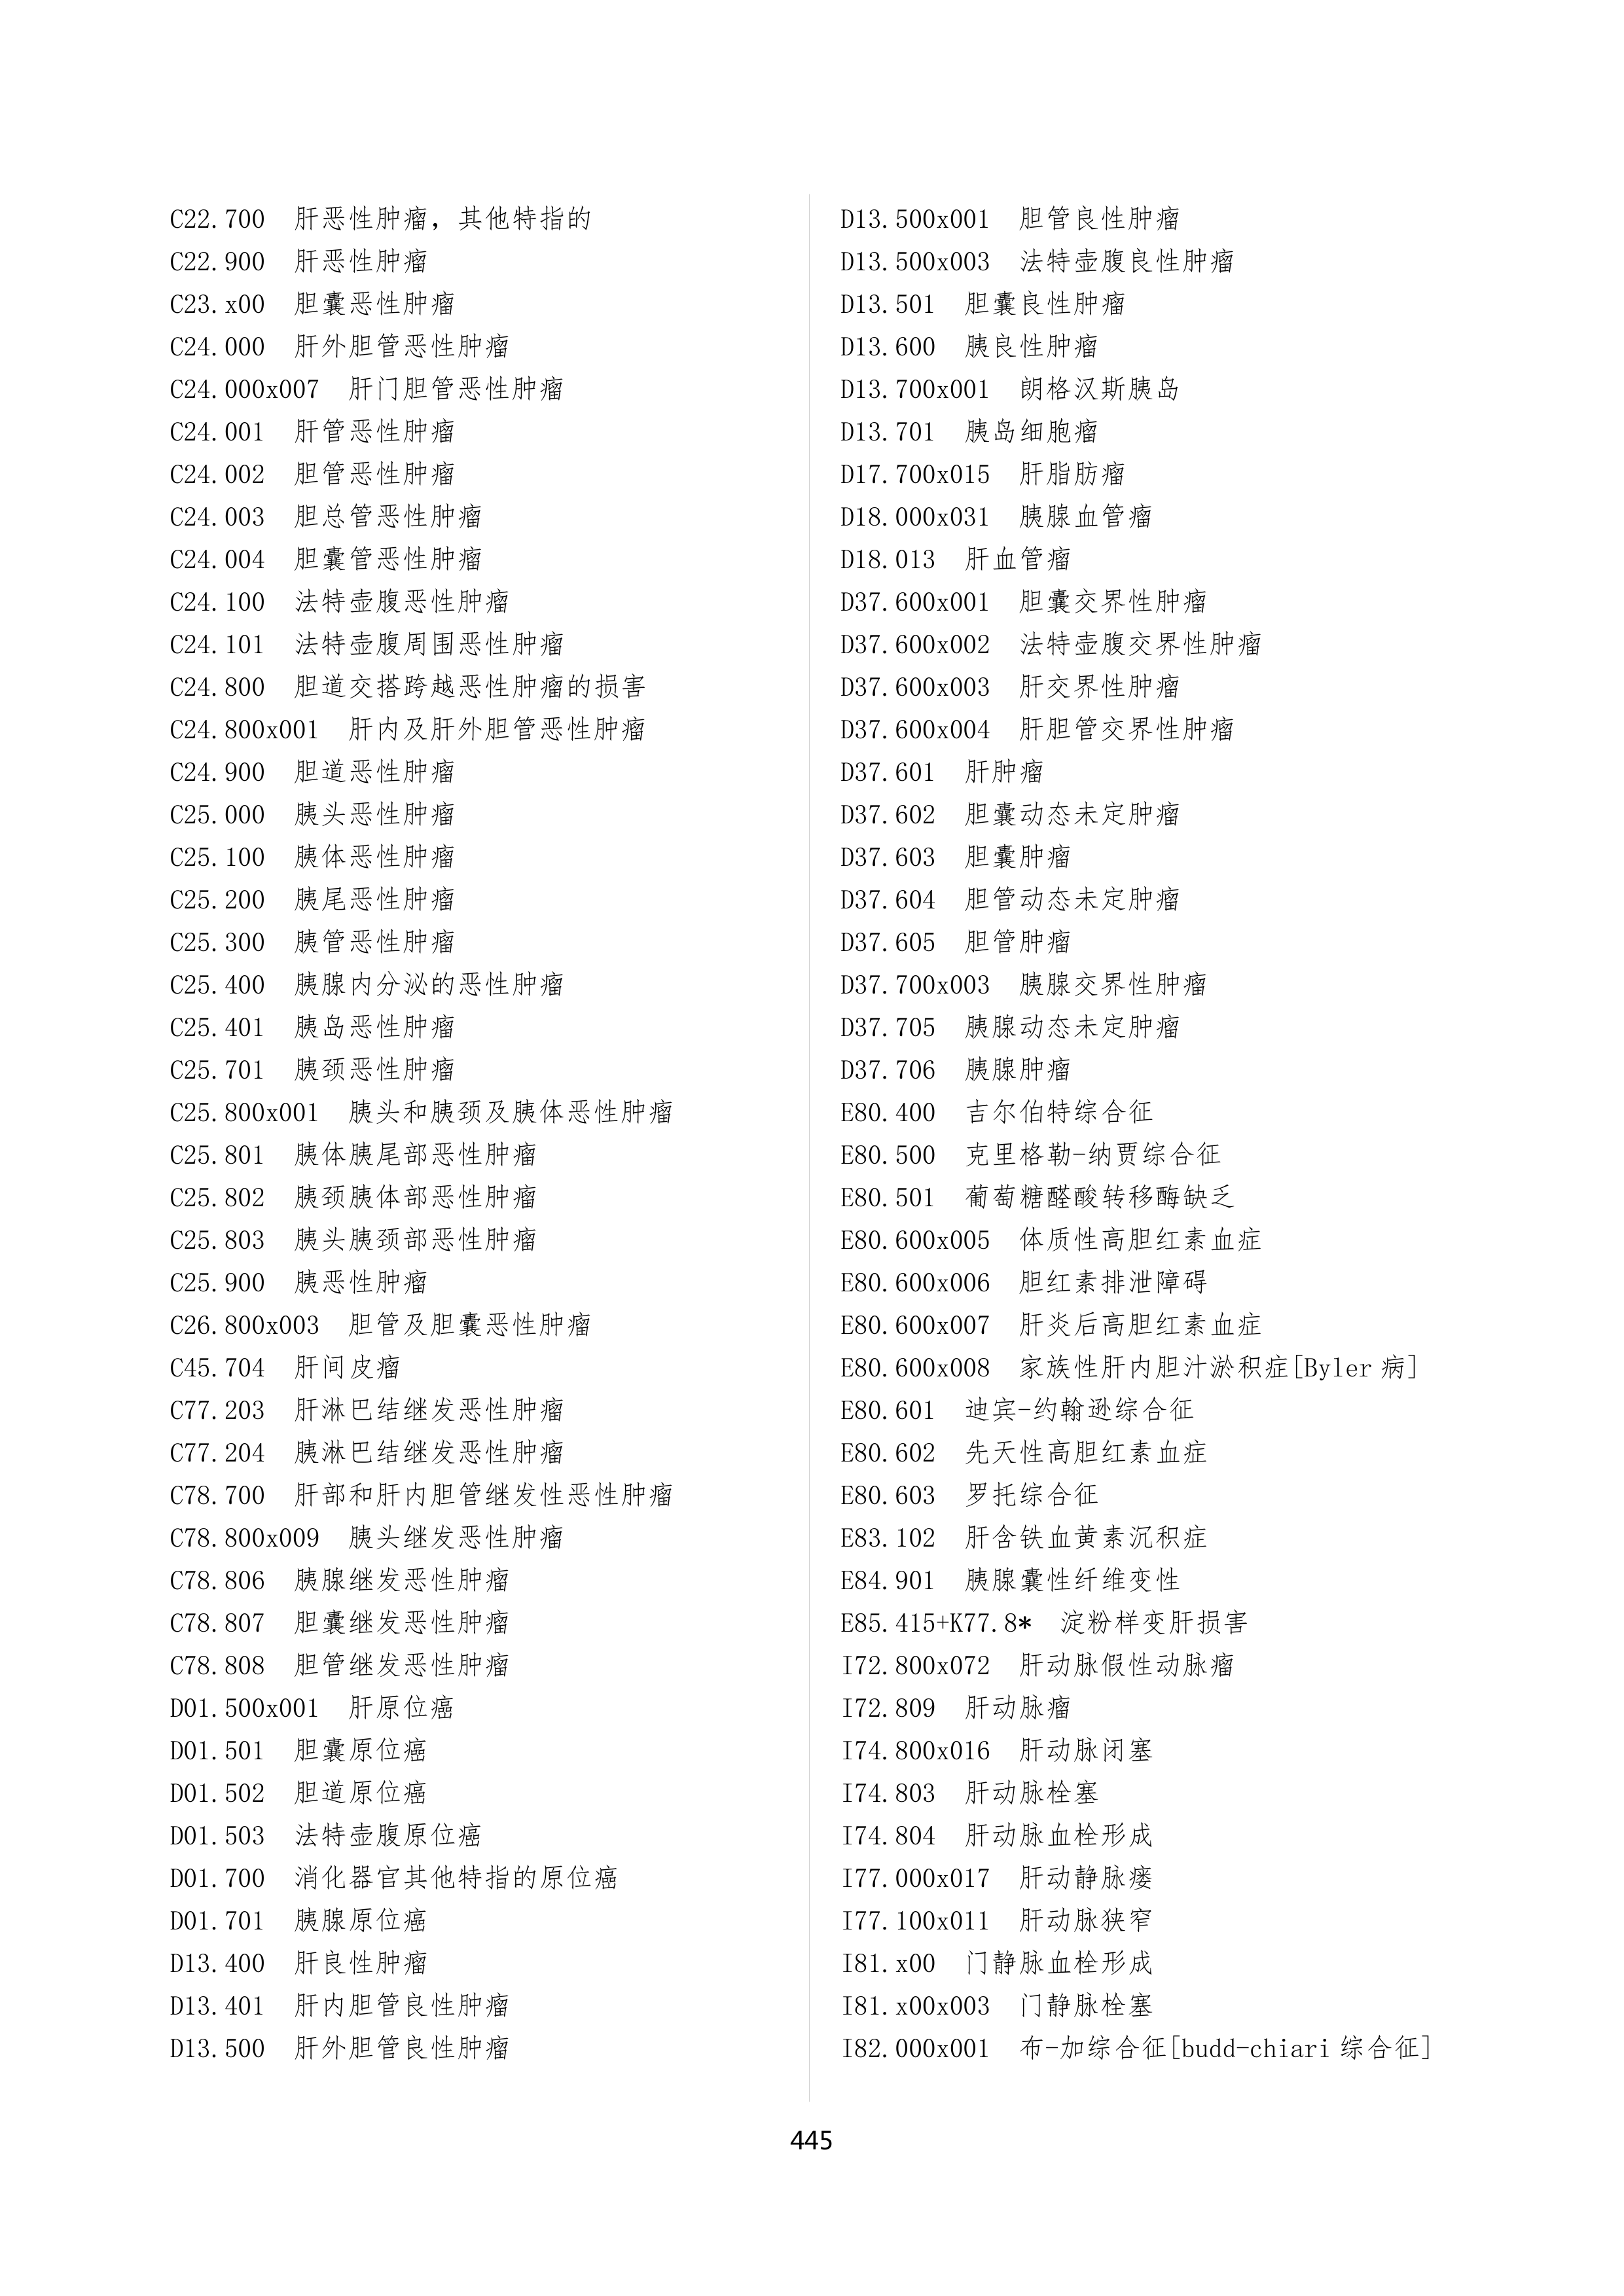 C22.700 肝恶性肿瘤，其他特指的
C22.900 肝恶性肿瘤
C23.x00 胆囊恶性肿瘤
C24.000 肝外胆管恶性肿瘤
C24.000x007 肝门胆管恶性肿瘤
C24.001 肝管恶性肿瘤
C24.002 胆管恶性肿瘤
C24.003 胆总管恶性肿瘤
C24.004 胆囊管恶性肿瘤
C24.100 法特壶腹恶性肿瘤
C24.101 法特壶腹周围恶性肿瘤
C24.800 胆道交搭跨越恶性肿瘤的损害
C24.800x001 肝内及肝外胆管恶性肿瘤
C24.900 胆道恶性肿瘤
C25.000 胰头恶性肿瘤
C25.100 胰体恶性肿瘤
C25.200 胰尾恶性肿瘤
C25.300 胰管恶性肿瘤
C25.400 胰腺内分泌的恶性肿瘤
C25.401 胰岛恶性肿瘤
C25.701 胰颈恶性肿瘤
C25.800x001 胰头和胰颈及胰体恶性肿瘤
C25.801 胰体胰尾部恶性肿瘤
C25.802 胰颈胰体部恶性肿瘤
C25.803 胰头胰颈部恶性肿瘤
C25.900 胰恶性肿瘤
C26.800x003 胆管及胆囊恶性肿瘤
C45.704 肝间皮瘤
C77.203 肝淋巴结继发恶性肿瘤
C77.204 胰淋巴结继发恶性肿瘤
C78.700 肝部和肝内胆管继发性恶性肿瘤
C78.800x009 胰头继发恶性肿瘤
C78.806 胰腺继发恶性肿瘤
C78.807 胆囊继发恶性肿瘤
C78.808 胆管继发恶性肿瘤
D01.500x001 肝原位癌
D01.501 胆囊原位癌
D01.502 胆道原位癌
D01.503 法特壶腹原位癌
D01.700 消化器官其他特指的原位癌
D01.701 胰腺原位癌
D13.400 肝良性肿瘤
D13.401 肝内胆管良性肿瘤
D13.500 肝外胆管良性肿瘤
D13.500x001 胆管良性肿瘤
D13.500x003 法特壶腹良性肿瘤
D13.501 胆囊良性肿瘤
D13.600 胰良性肿瘤
D13.700x001 朗格汉斯胰岛
D13.701 胰岛细胞瘤
D17.700x015 肝脂肪瘤
D18.000x031 胰腺血管瘤
D18.013 肝血管瘤
D37.600x001 胆囊交界性肿瘤
D37.600x002 法特壶腹交界性肿瘤
D37.600x003 肝交界性肿瘤
D37.600x004 肝胆管交界性肿瘤
D37.601 肝肿瘤
D37.602 胆囊动态未定肿瘤
D37.603 胆囊肿瘤
D37.604 胆管动态未定肿瘤
D37.605 胆管肿瘤
D37.700x003 胰腺交界性肿瘤
D37.705 胰腺动态未定肿瘤
D37.706 胰腺肿瘤
E80.400 吉尔伯特综合征
E80.500 克里格勒-纳贾综合征
E80.501 葡萄糖醛酸转移酶缺乏
E80.600x005 体质性高胆红素血症
E80.600x006 胆红素排泄障碍
E80.600x007 肝炎后高胆红素血症
E80.600x008 家族性肝内胆汁淤积症[Byler 病]
E80.601 迪宾-约翰逊综合征
E80.602 先天性高胆红素血症
E80.603 罗托综合征
E83.102 肝含铁血黄素沉积症
E84.901 胰腺囊性纤维变性
E85.415+K77.8* 淀粉样变肝损害
I72.800x072 肝动脉假性动脉瘤
I72.809 肝动脉瘤
I74.800x016 肝动脉闭塞
I74.803 肝动脉栓塞
I74.804 肝动脉血栓形成
I77.000x017 肝动静脉瘘
I77.100x011 肝动脉狭窄
I81.x00 门静脉血栓形成
I81.x00x003 门静脉栓塞
I82.000x001 布-加综合征[budd-chiari 综合征]
445